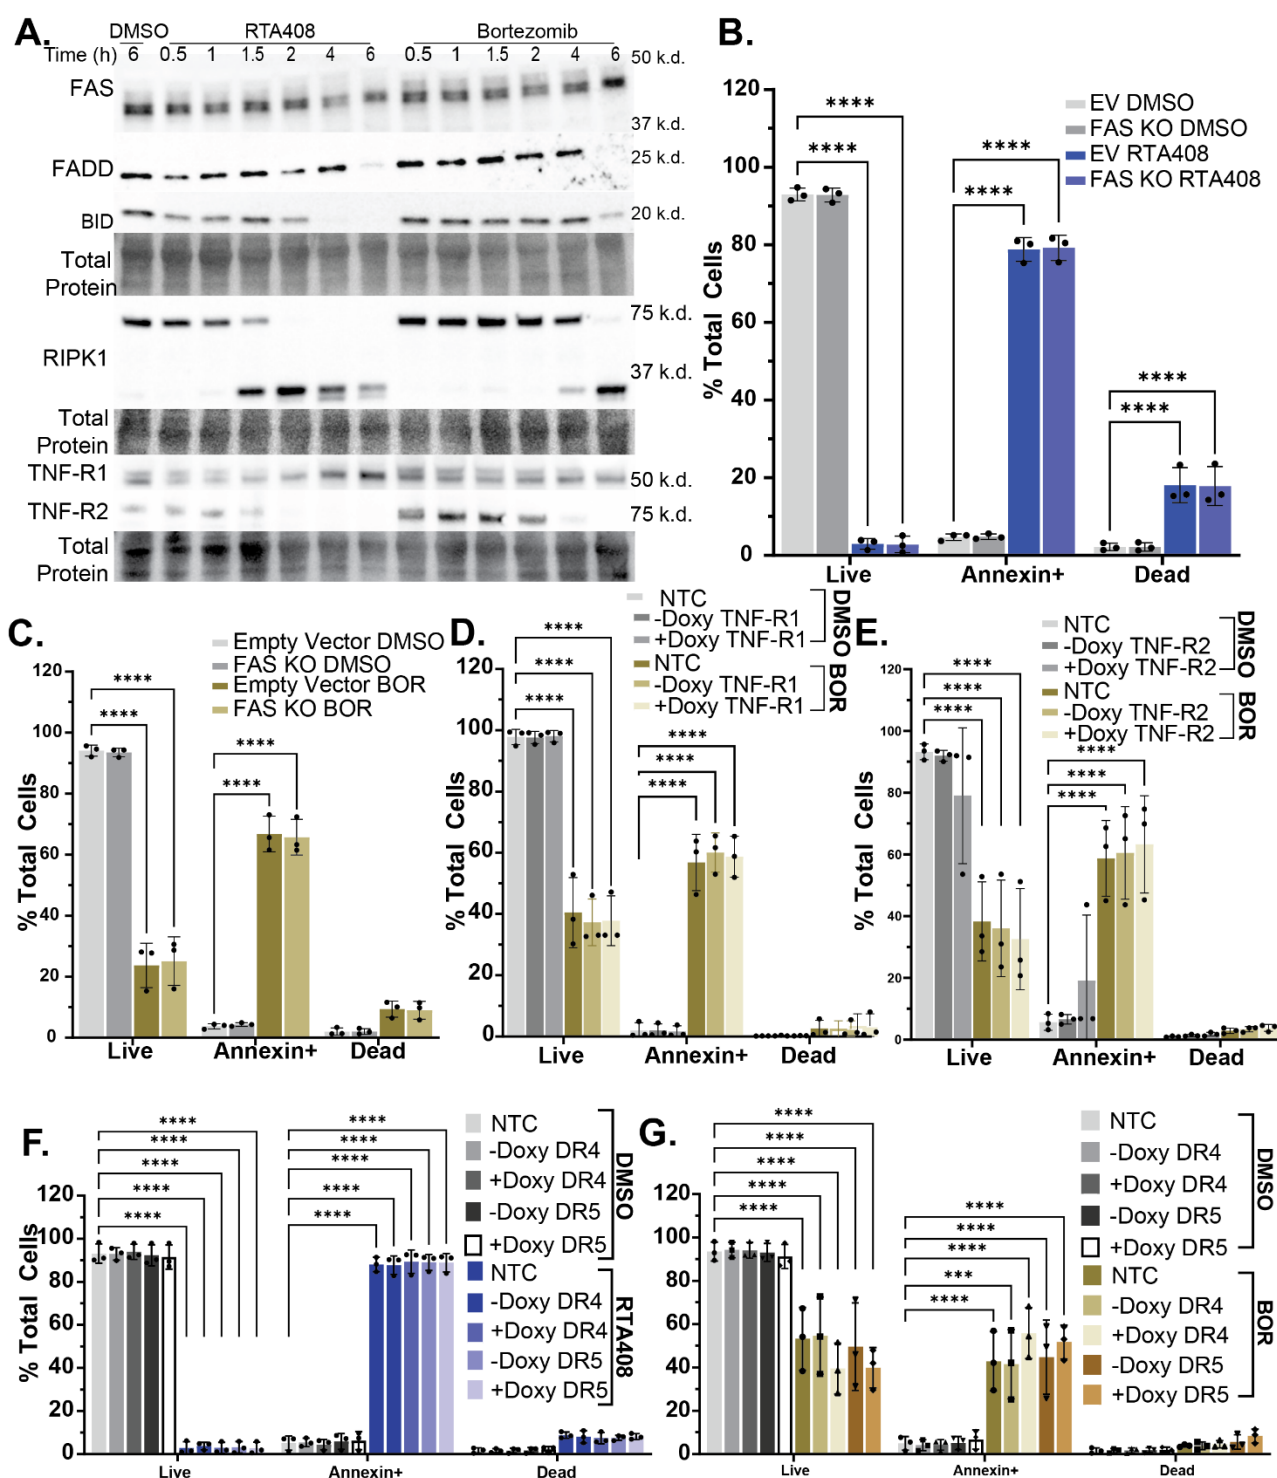 A.
DMSO RTA408 Bortezomib
Time (h) 6 0.5 1 1.5 2 4 6 0.5 1 1.5 2 4 6
50 k.d.
FAS
37 k.d.
FADD
25 k.d.
BID
20 k.d.
Total
Protein
75 k.d.
RIPK1
37 k.d.
Total
Protein
TNF-R1
50 k.d.
TNF-R2
75 k.d.
Total
Protein
B.
EV DMSO
FAS KO DMSO
EV RTA408
FAS KO RTA408
% Total Cells
120
100
80
60
40
20
0
****
****
****
****
****
****
Live Annexin+ Dead
C.
Empty Vector DMSO
FAS KO DMSO
Empty Vector BOR
FAS KO BOR
% Total Cells
120
100
80
60
40
20
0
****
****
****
****
Live Annexin+ Dead
D.
NTC
-Doxy TNF-R1
+Doxy TNF-R1
DMSO
NTC
-Doxy TNF-R1
+Doxy TNF-R1
BOR
% Total Cells
120
100
80
60
40
20
0
****
****
****
****
****
****
Live Annexin+ Dead
E.
NTC
-Doxy TNF-R2
+Doxy TNF-R2
DMSO
NTC
-Doxy TNF-R2
+Doxy TNF-R2
BOR
% Total Cells
120
100
80
60
40
20
0
****
****
****
****
****
****
Live Annexin+ Dead
F.
NTC
-Doxy DR4
+Doxy DR4
-Doxy DR5
+Doxy DR5
DMSO
NTC
-Doxy DR4
+Doxy DR4
-Doxy DR5
+Doxy DR5
RTA408
% Total Cells
120
100
80
60
40
20
0
****
****
****
****
****
****
****
****
****
****
Live Annexin+ Dead
G.
NTC
-Doxy DR4
+Doxy DR4
-Doxy DR5
+Doxy DR5
DMSO
NTC
-Doxy DR4
+Doxy DR4
-Doxy DR5
+Doxy DR5
BOR
120
100
80
60
40
20
0
****
****
****
****
****
****
****
****
***
****
Live Annexin+ Dead